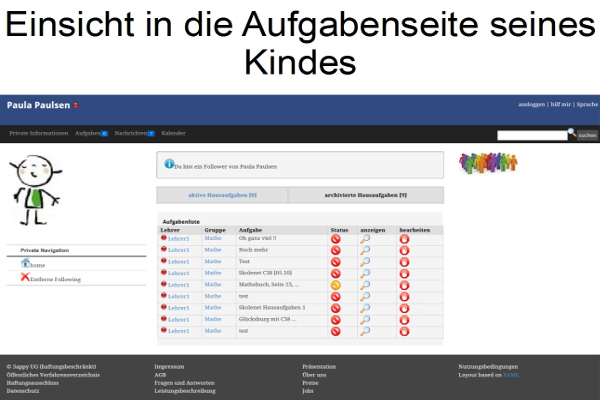 Einsicht in die Aufgabenseite seines
Kindes
Paula Paulsen
ausloggen | hilf mir | Sprache
Private Informationen Aufgaben Nachrichten Kalender
suchen
Du bist ein Follower von Paula Paulsen
aktive Hausaufgaben [0] archivierte Hausaufgaben [9]
Aufgabenliste
Lehrer Gruppe Aufgabe Status anzeigen bearbeiten
Lehrer1 Mathe Oh ganz viel !!
Lehrer1 Mathe Noch mehr
Lehrer1 Mathe Test
Lehrer1 Mathe Skolenet C38 [05.10]
Lehrer1 Mathe Mathebuch, Seite 23, ...
Lehrer1 Mathe test
Lehrer1 Mathe Skolenet Hausaufgaben 1
Lehrer1 Mathe Glücksburg mit C38 ...
Lehrer1 Mathe test
Private Navigation
home
Entferne Following
© 5appy UG (haftungsbeschränkt) Impressum Präsentation Nutzungsbedingungen
Öffentliches Verfahrensverzeichnis AGB Über uns Layout based on YAML
Haftungsausschluss Fragen und Antworten Preise
Datenschutz Leistungsbeschreibung Jobs